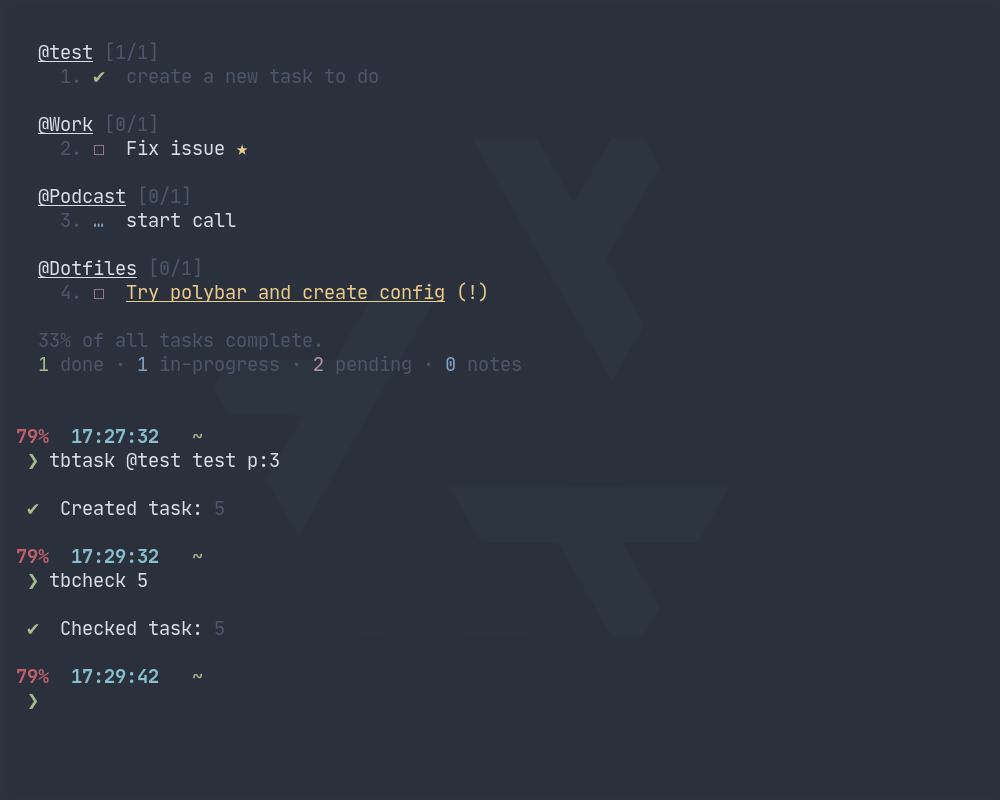 @test [1/1]
1. ✔ create a new task to do
@Work [0/1]
2. ☐ Fix issue ★
@Podcast [0/1]
3. … start call
@Dotfiles [0/1]
4. ☐ Try polybar and create config (!)
33% of all tasks complete.
1 done · 1 in-progress · 2 pending · 0 notes
79% 17:27:32 ~
❯ tbtask @test test p:3
✔ Created task: 5
79% 17:29:32 ~
❯ tbcheck 5
✔ Checked task: 5
79% 17:29:42 ~
❯